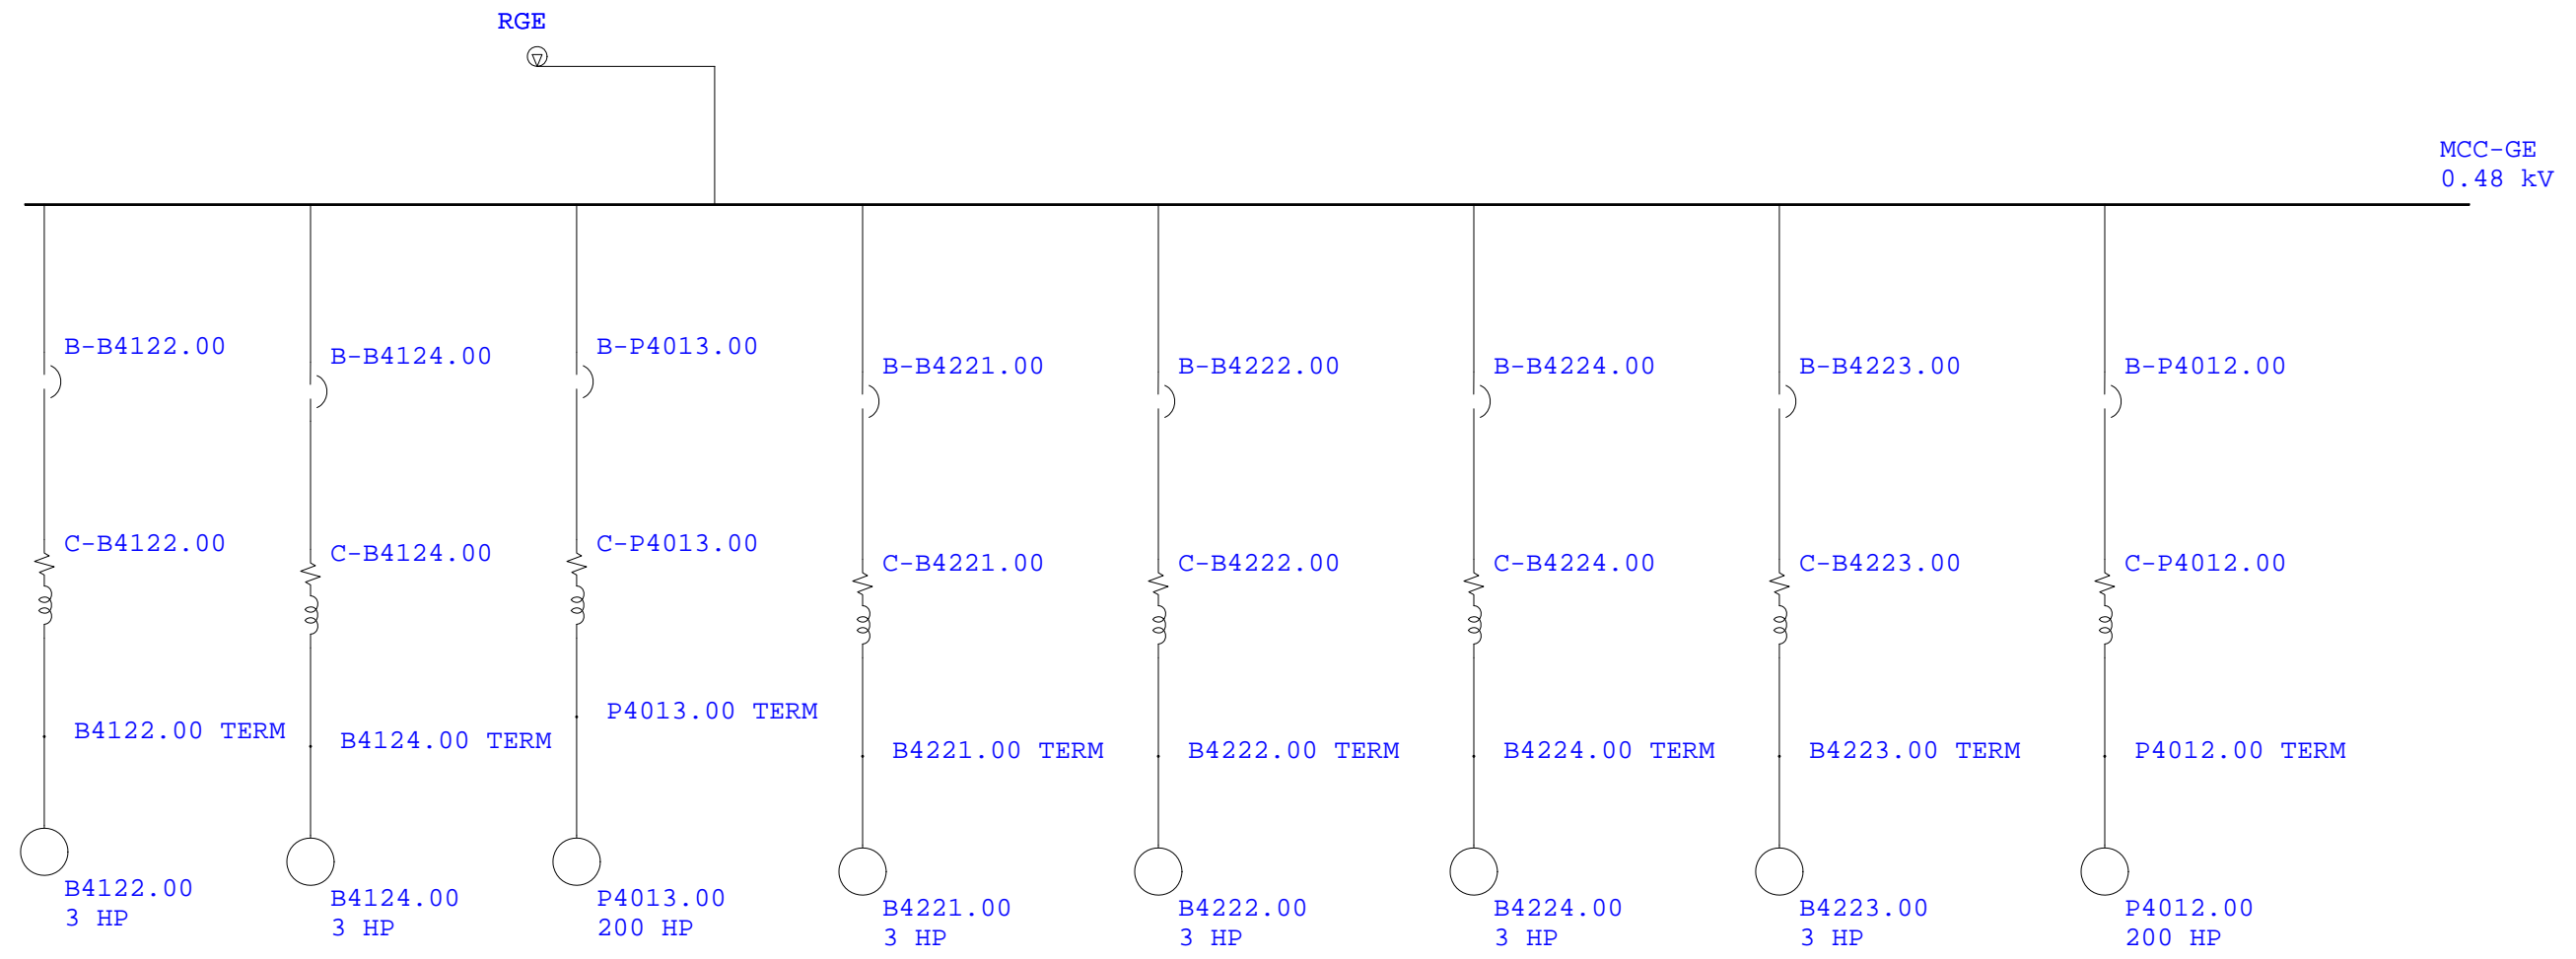 RGE
MCC-GE
0.48 kV
B-B4122.00
B-B4124.00
B-P4013.00
B-B4221.00
B-B4222.00
B-B4224.00
B-B4223.00
B-P4012.00
C-B4122.00
C-B4124.00
C-P4013.00
C-B4221.00
C-B4222.00
C-B4224.00
C-B4223.00
C-P4012.00
B4122.00 TERM
B4124.00 TERM
P4013.00 TERM
B4221.00 TERM
B4222.00 TERM
B4224.00 TERM
B4223.00 TERM
P4012.00 TERM
B4122.00
3 HP
B4124.00
3 HP
P4013.00
200 HP
B4221.00
3 HP
B4222.00
3 HP
B4224.00
3 HP
B4223.00
3 HP
P4012.00
200 HP